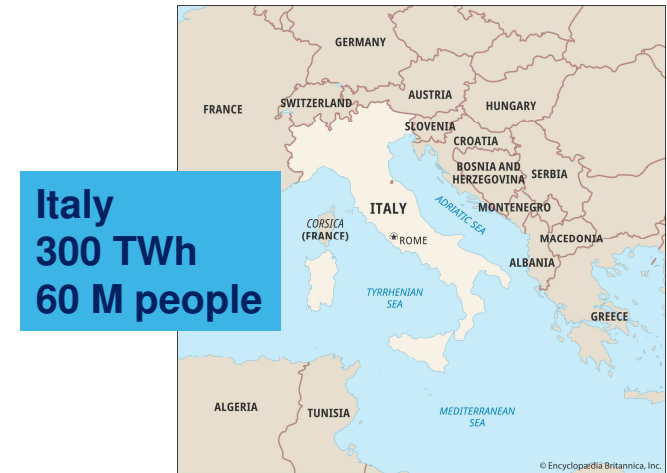 GERMANY
AUSTRIA
FRANCE
SWITZERLAND
HUNGARY
SLOVENIA
CROATIA
BOSNIA AND
HERZEGOVINA
SERBIA
Italy
300 TWh
60 M people
ITALY
ADRIATIC SEA
MONTENEGRO
CORSICA
(FRANCE)
ROME
MACEDONIA
ALBANIA
TYRRHENIAN
SEA
GREECE
ALGERIA
TUNISIA
MEDITERRANEAN
SEA
© Encyclopædia Britannica, Inc.